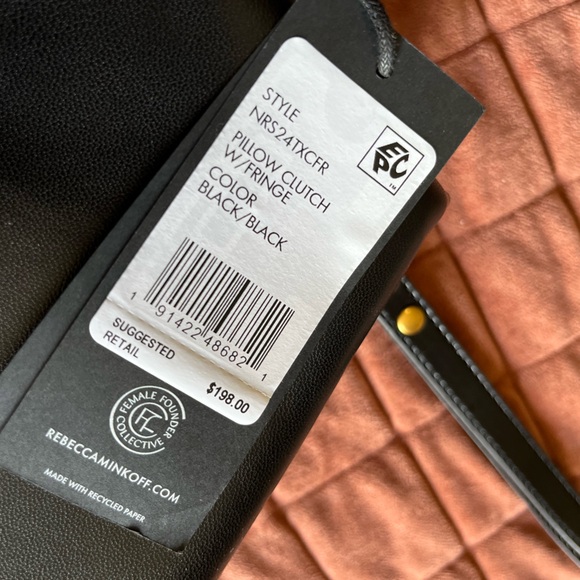 STYLE
NRS24TXCFR
PILLOW CLUTCH
W/FRINGE
COLOR
BLACK/BLACK
EPC
TM
1 91422 48682 1
SUGGESTED
RETAIL
$198.00
FEMALE FOUNDER
COLLECTIVE
FFC
REBECCAMINKOFF.COM
MADE WITH RECYCLED PAPER